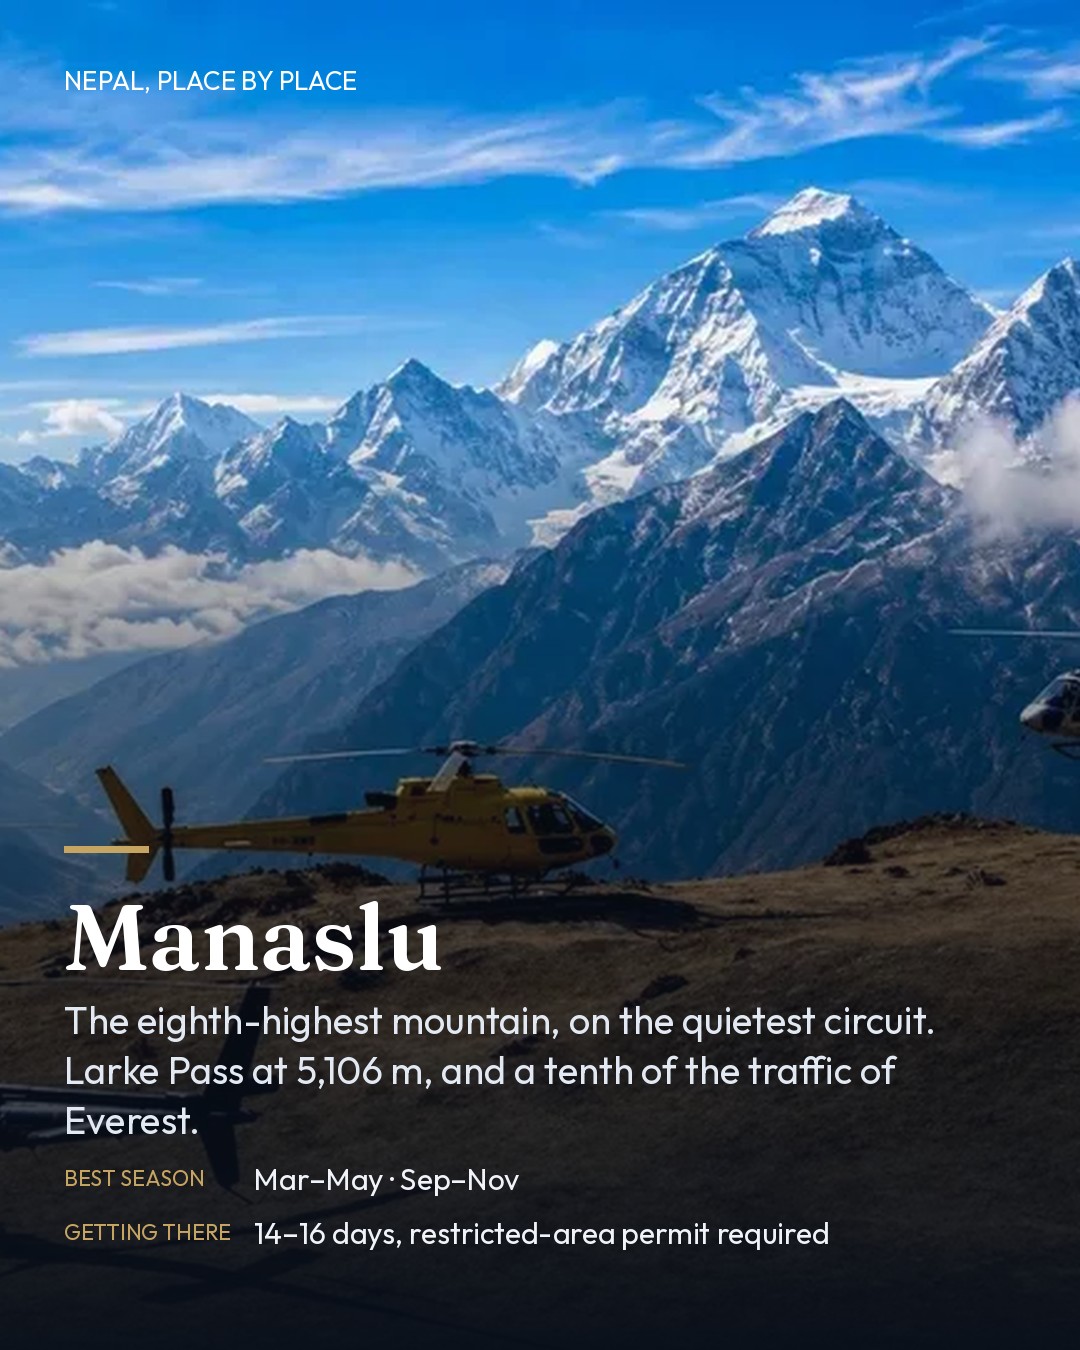 NEPAL, PLACE BY PLACE
Manaslu
The eighth-highest mountain, on the quietest circuit.
Larke Pass at 5,106 m, and a tenth of the traffic of
Everest.
BEST SEASON Mar–May · Sep–Nov
GETTING THERE 14–16 days, restricted-area permit required